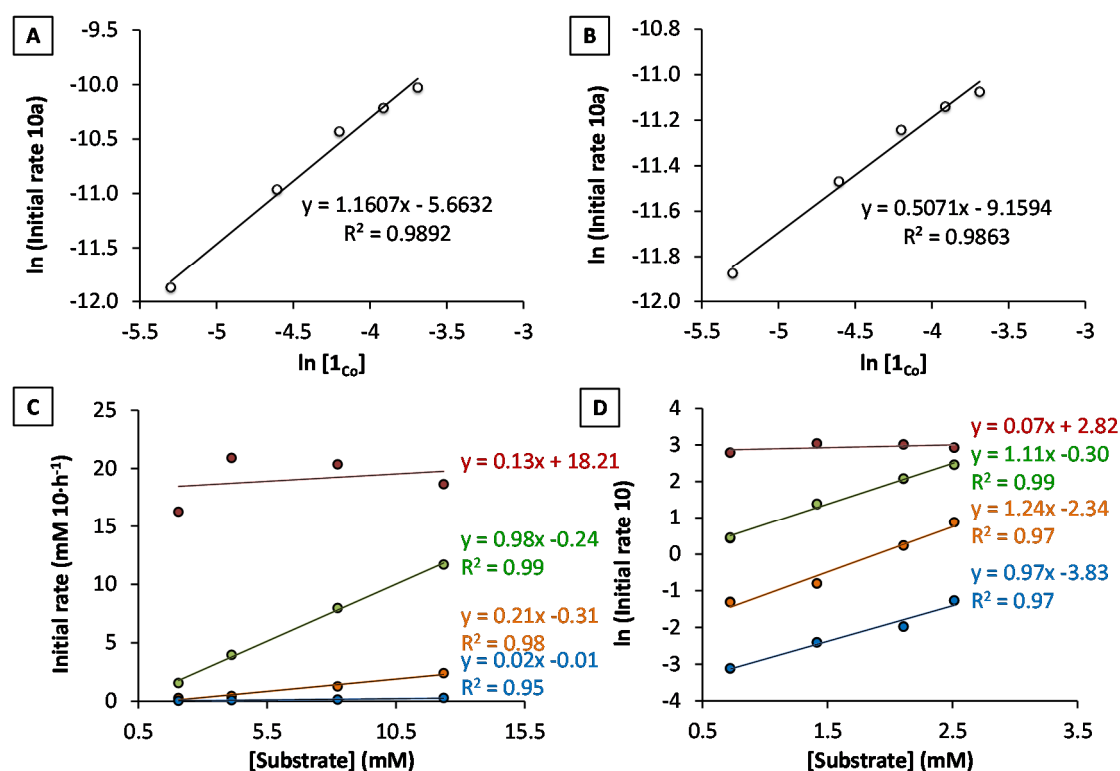 A
-9.5
-10.0
-10.5
-11.0
-11.5
-12.0
ln (Initial rate 10a)
y = 1.1607x - 5.6632
R² = 0.9892
-5.5 -5 -4.5 -4 -3.5 -3
ln [1Co]
B
-10.8
-11.0
-11.2
-11.4
-11.6
-11.8
-12.0
ln (Initial rate 10a)
y = 0.5071x - 9.1594
R² = 0.9863
-5.5 -5 -4.5 -4 -3.5 -3
ln [1Co]
C
25
20
15
10
5
0
Initial rate (mM 10·h⁻¹)
y = 0.13x + 18.21
y = 0.98x -0.24
R² = 0.99
y = 0.21x -0.31
R² = 0.98
y = 0.02x -0.01
R² = 0.95
0.5 5.5 10.5 15.5
[Substrate] (mM)
D
4
3
2
1
0
-1
-2
-3
-4
ln (Initial rate 10)
y = 0.07x + 2.82
y = 1.11x -0.30
R² = 0.99
y = 1.24x -2.34
R² = 0.97
y = 0.97x -3.83
R² = 0.97
0.5 1.5 2.5 3.5
[Substrate] (mM)